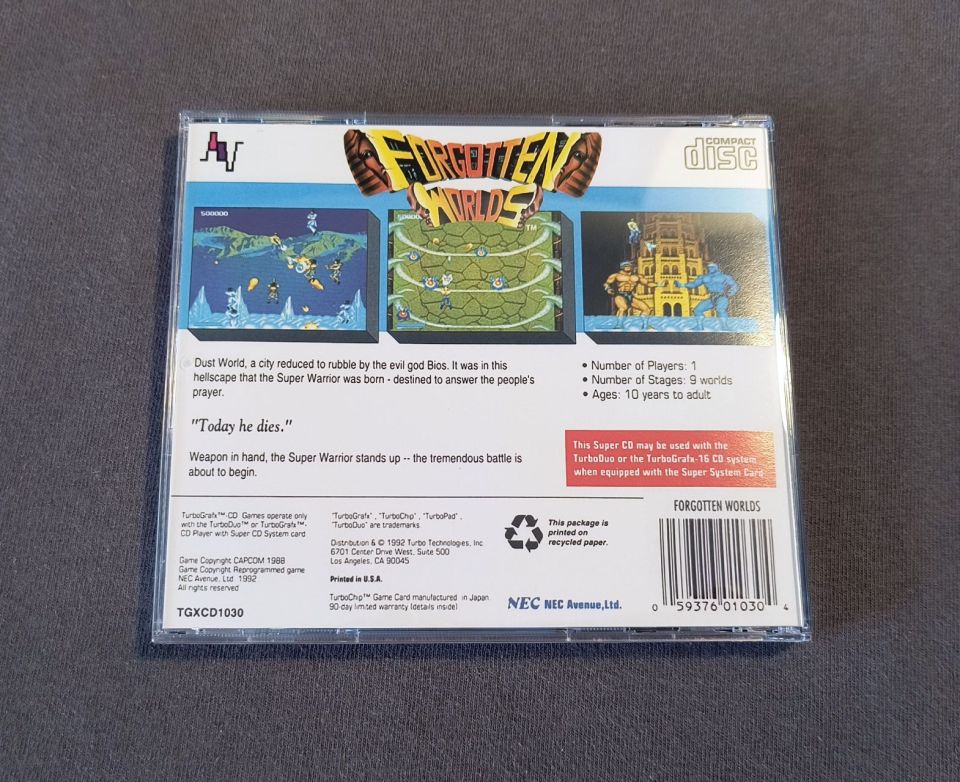 FORGOTTEN
WORLDS
TM
COMPACT
disc
500000
Dust World, a city reduced to rubble by the evil god Bios. It was in this
hellscape that the Super Warrior was born - destined to answer the people's
prayer.
"Today he dies."
Weapon in hand, the Super Warrior stands up -- the tremendous battle is
about to begin.
• Number of Players: 1
• Number of Stages: 9 worlds
• Ages: 10 years to adult
This Super CD may be used with the
TurboDuo or the TurboGrafx-16 CD system
when equipped with the Super System Card
TurboGrafx™-CD Games operate only
with the TurboDuo™ or TurboGrafx™-
CD Player with Super CD System card
Game Copyright CAPCOM 1988
Game Copyright Reprogrammed game
NEC Avenue, Ltd 1992
All rights reserved
TGXCD1030
"TurboGrafx", "TurboChip", "TurboPad",
"TurboDuo" are trademarks
Distribution & © 1992 Turbo Technologies, Inc
6701 Center Drive West, Suite 500
Los Angeles, CA 90045
Printed in U.S.A.
TurboChip™ Game Card manufactured in Japan
90-day limited warranty (details inside)
This package is
printed on
recycled paper.
NEC NEC Avenue,Ltd.
FORGOTTEN WORLDS
0 59376 01030 4